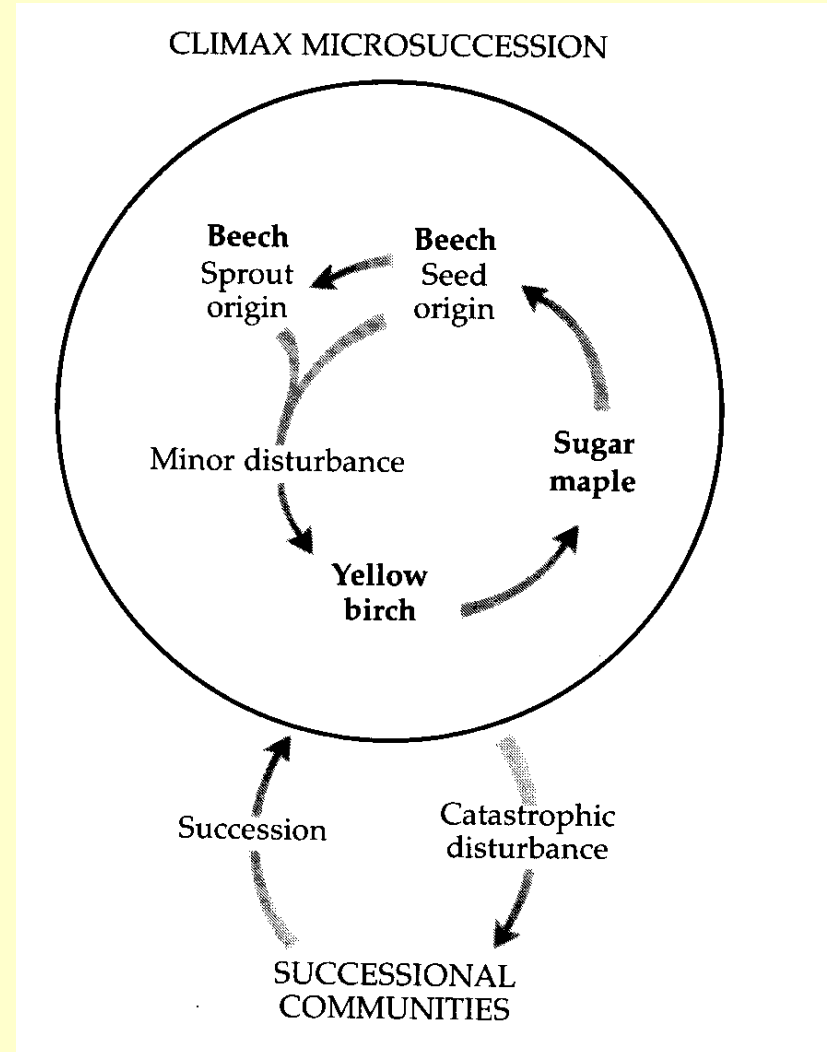 CLIMAX MICROSUCCESSION
Beech
Sprout
origin
Beech
Seed
origin
Sugar
maple
Minor disturbance
Yellow
birch
Succession
Catastrophic
disturbance
SUCCESSIONAL
COMMUNITIES